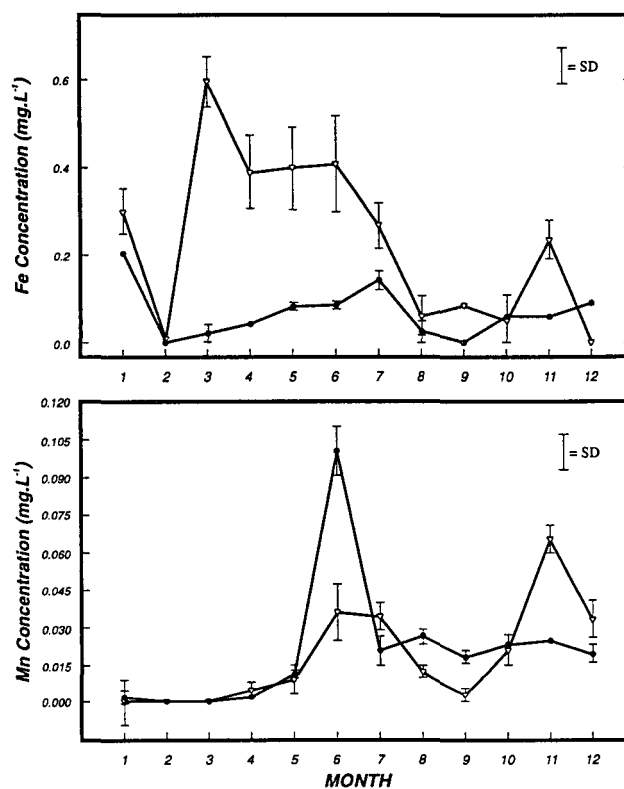 Fe Concentration (mg.L⁻¹)
0.6
0.4
0.2
0.0
= SD
1 2 3 4 5 6 7 8 9 10 11 12
Mn Concentration (mg.L⁻¹)
0.120
0.105
0.090
0.075
0.060
0.045
0.030
0.015
0.000
= SD
1 2 3 4 5 6 7 8 9 10 11 12
MONTH